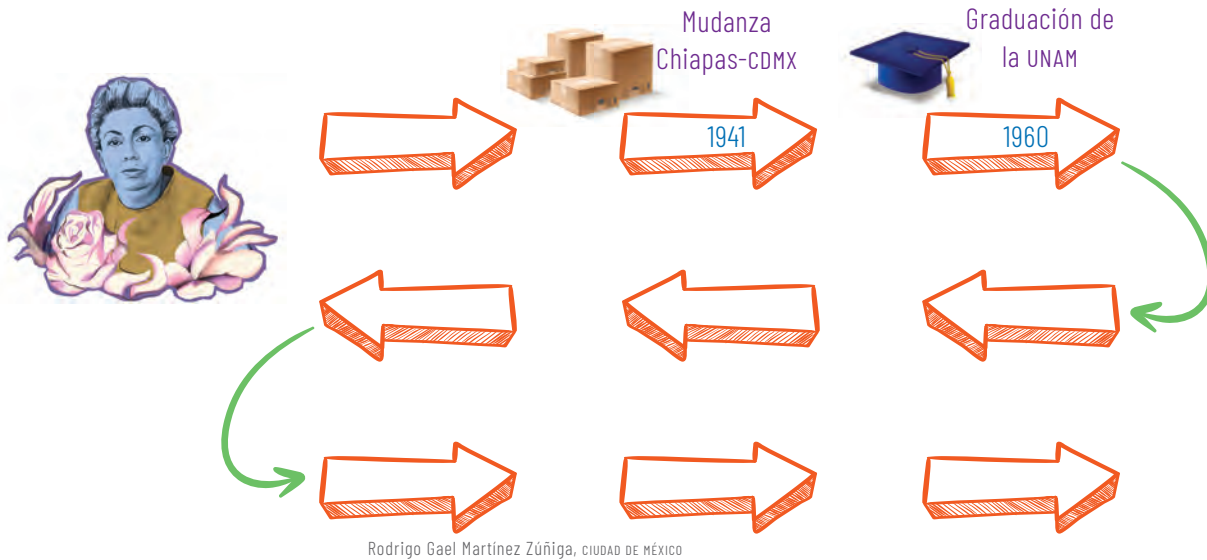 Mudanza
Chiapas-CDMX
Graduación de
la UNAM
1941
1960
Rodrigo Gael Martínez Zúñiga, CIUDAD DE MÉXICO